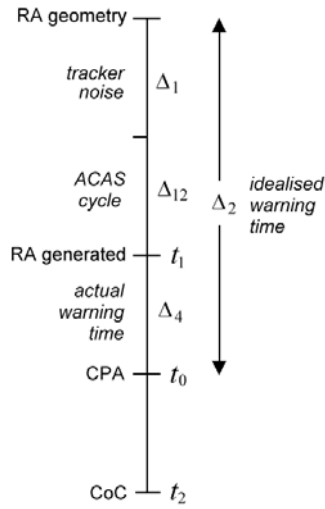 RA geometry
tracker
noise
Δ₁
ACAS
cycle
Δ₁₂
Δ₂
idealised
warning
time
RA generated
t₁
actual
warning
time
Δ₄
CPA
t₀
CoC
t₂